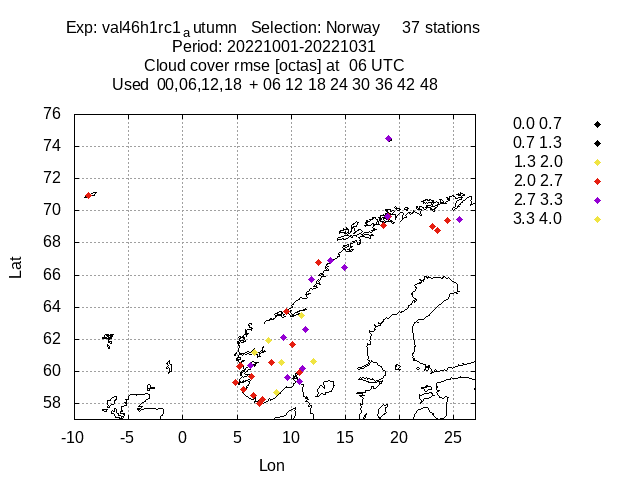 Exp: val46h1rc1autumn Selection: Norway 37 stations
Period: 20221001-20221031
Cloud cover rmse [octas] at 06 UTC
Used 00,06,12,18 + 06 12 18 24 30 36 42 48
76
74
72
70
68
66
64
62
60
58
Lat
-10 -5 0 5 10 15 20 25
Lon
0.0 0.7
0.7 1.3
1.3 2.0
2.0 2.7
2.7 3.3
3.3 4.0